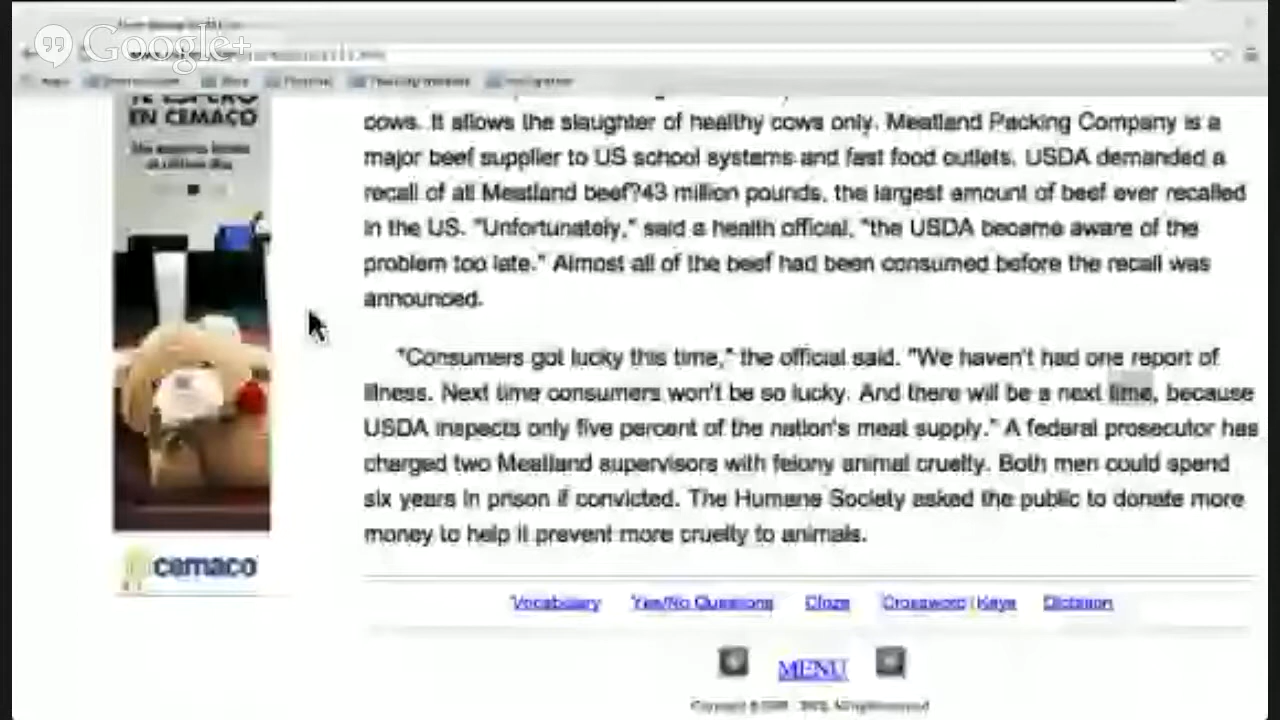 Google+
TE ESPERO
EN CEMACO
cows. It allows the slaughter of healthy cows only. Meatland Packing Company is a
major beef supplier to US school systems and fast food outlets. USDA demanded a
recall of all Meatland beef?43 million pounds, the largest amount of beef ever recalled
in the US. "Unfortunately," said a health official, "the USDA became aware of the
problem too late." Almost all of the beef had been consumed before the recall was
announced.
"Consumers got lucky this time," the official said. "We haven't had one report of
illness. Next time consumers won't be so lucky. And there will be a next time, because
USDA inspects only five percent of the nation's meat supply." A federal prosecutor has
charged two Meatland supervisors with felony animal cruelty. Both men could spend
six years in prison if convicted. The Humane Society asked the public to donate more
money to help it prevent more cruelty to animals.
cemaco
Vocabulary Yes/No Questions Cloze Crossword | Keys Dictation
MENU